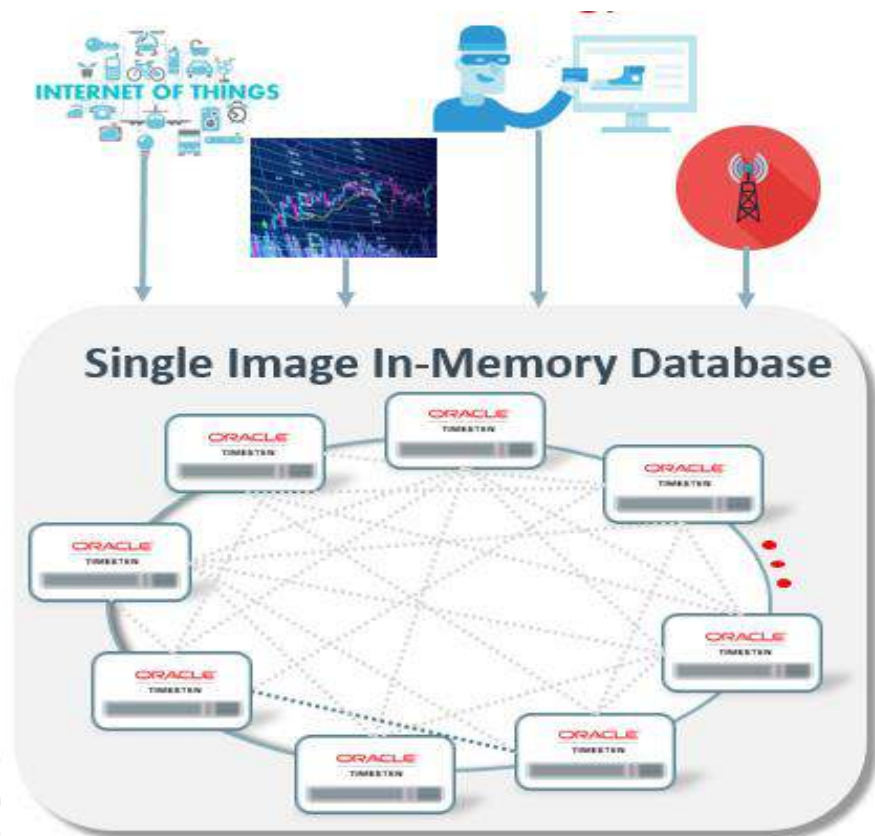 INTERNET OF THINGS
Single Image In-Memory Database
ORACLE
TIMESTEN
ORACLE
TIMESTEN
ORACLE
TIMESTEN
ORACLE
TIMESTEN
ORACLE
TIMESTEN
ORACLE
TIMESTEN
ORACLE
TIMESTEN
ORACLE
TIMESTEN